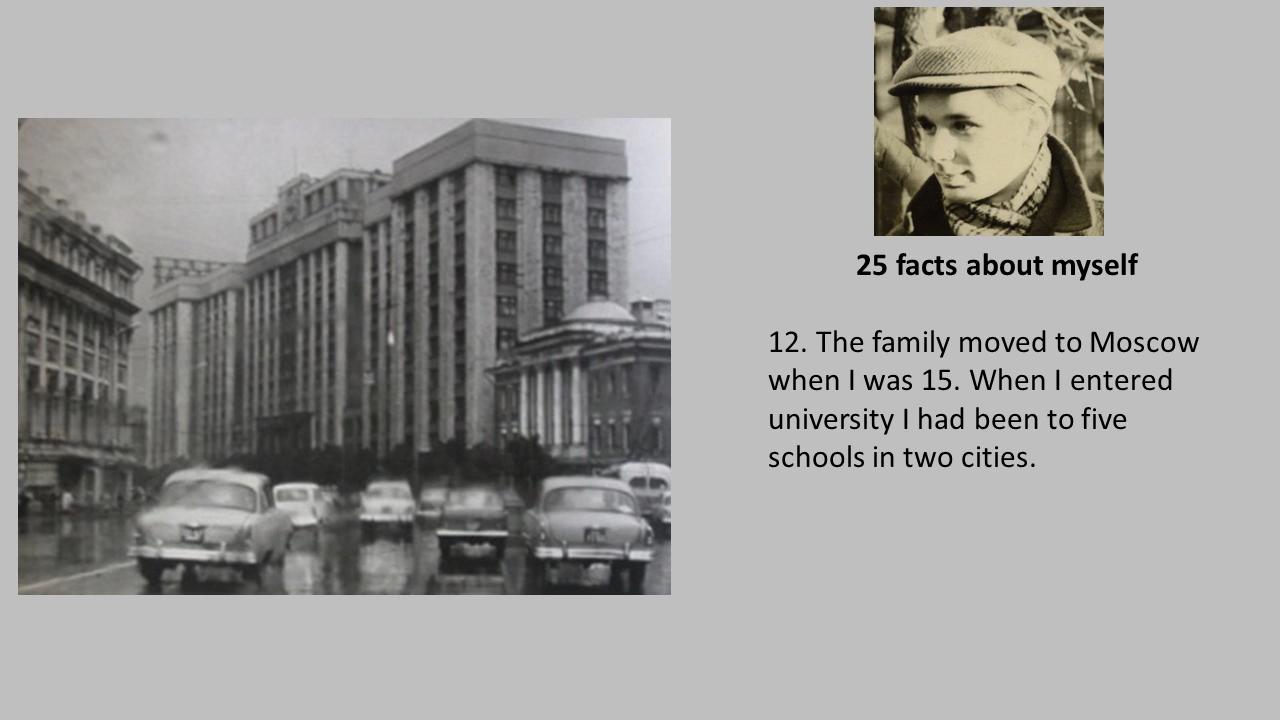 25 facts about myself
12. The family moved to Moscow
when I was 15. When I entered
university I had been to five
schools in two cities.